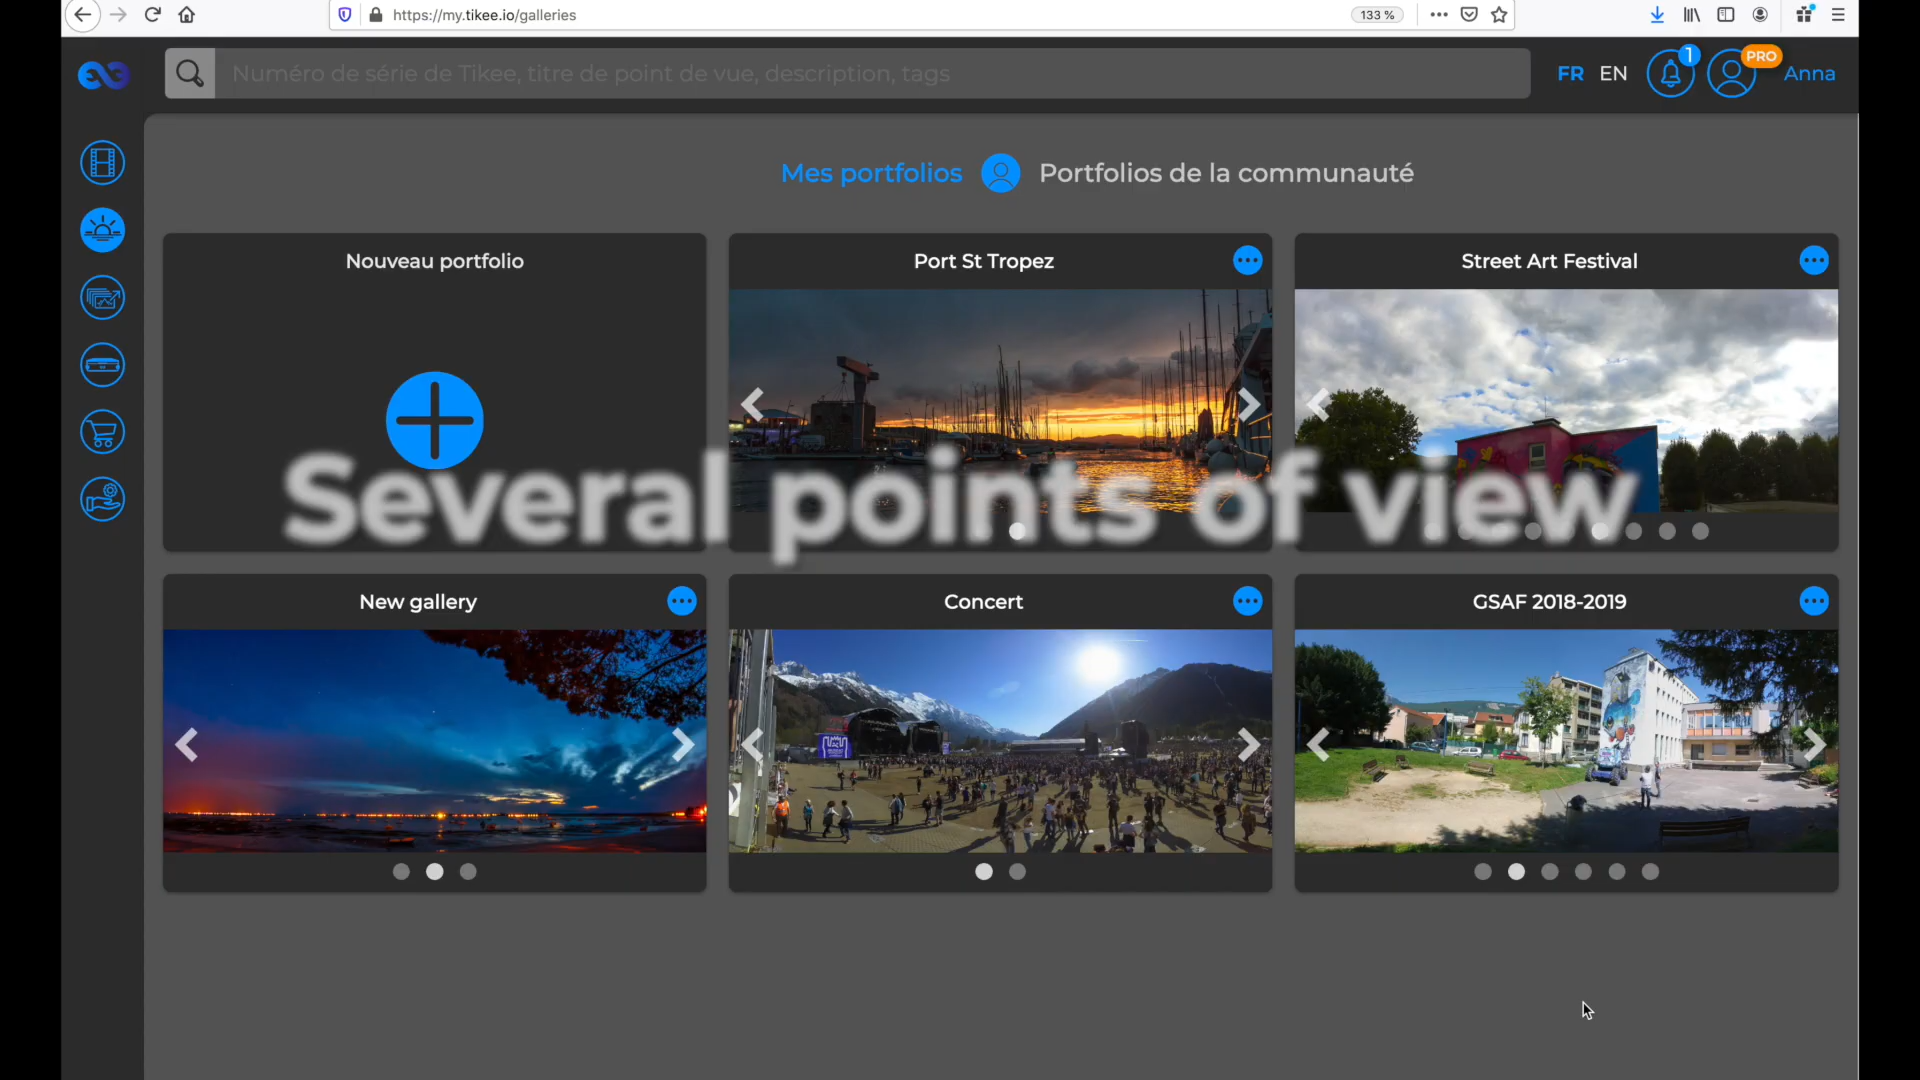 https://my.tikee.io/galleries
133 %
Numéro de série de Tikee, titre de point de vue, description, tags
FR EN
1
PRO
Anna
Mes portfolios
Portfolios de la communauté
Nouveau portfolio
Port St Tropez
Street Art Festival
Several points of view
New gallery
Concert
GSAF 2018-2019